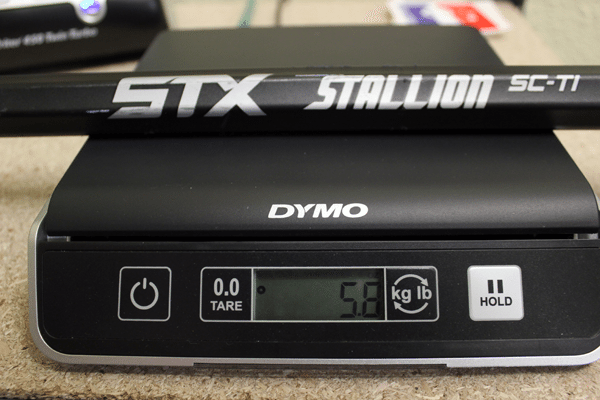 STX STALLION SC-TI
DYMO
0.0
TARE
5.8
kg lb
HOLD